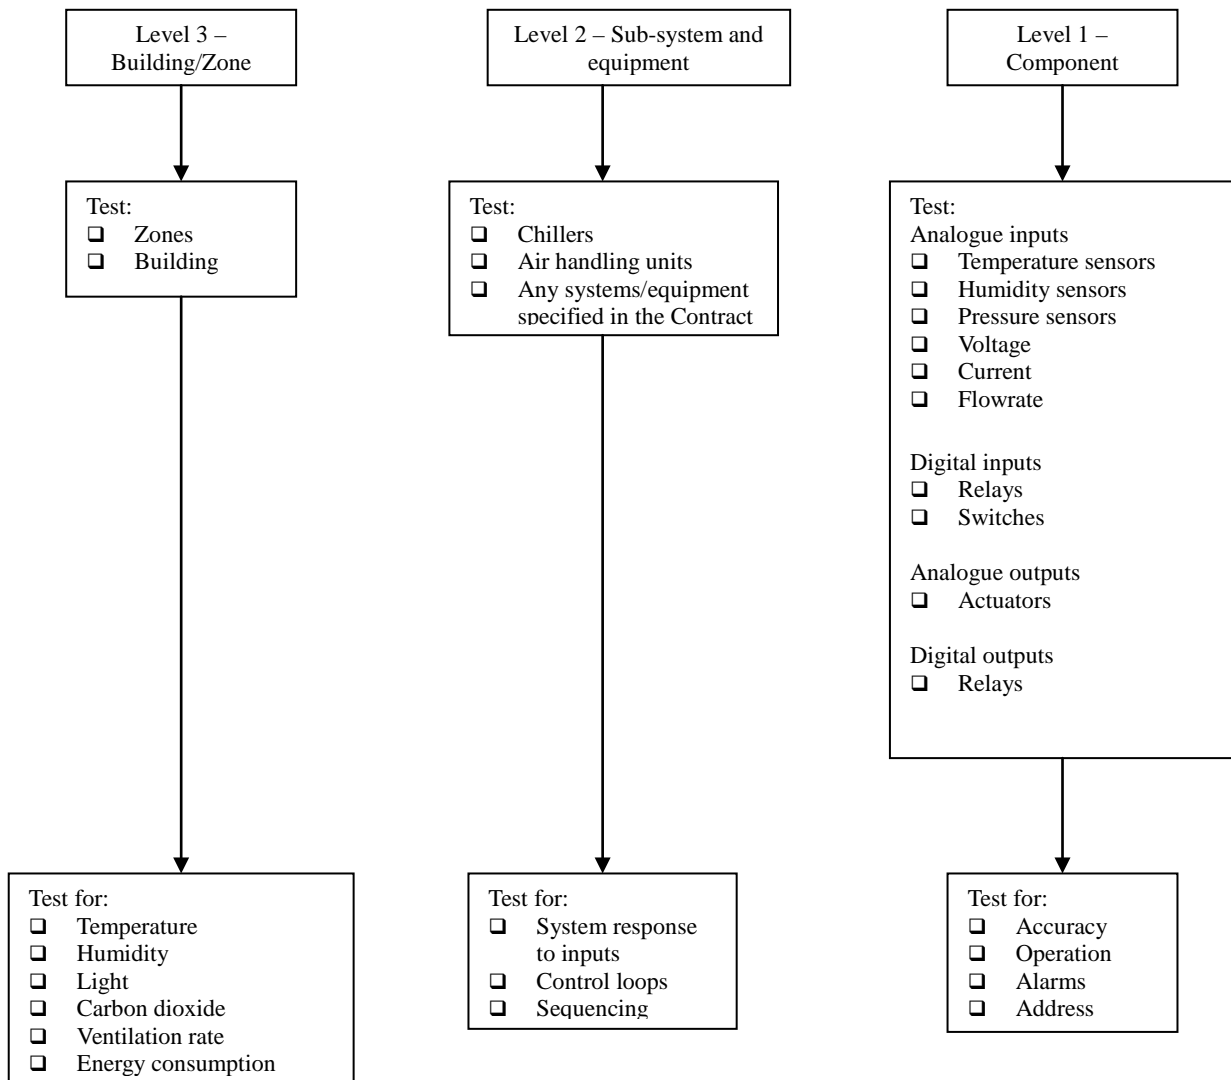 Level 3 –
Building/Zone
Level 2 – Sub-system and
equipment
Level 1 –
Component
Test:
Zones
Building
Test:
Chillers
Air handling units
Any systems/equipment
specified in the Contract
Test:
Analogue inputs
Temperature sensors
Humidity sensors
Pressure sensors
Voltage
Current
Flowrate
Digital inputs
Relays
Switches
Analogue outputs
Actuators
Digital outputs
Relays
Test for:
Temperature
Humidity
Light
Carbon dioxide
Ventilation rate
Energy consumption
Test for:
System response
to inputs
Control loops
Sequencing
Test for:
Accuracy
Operation
Alarms
Address